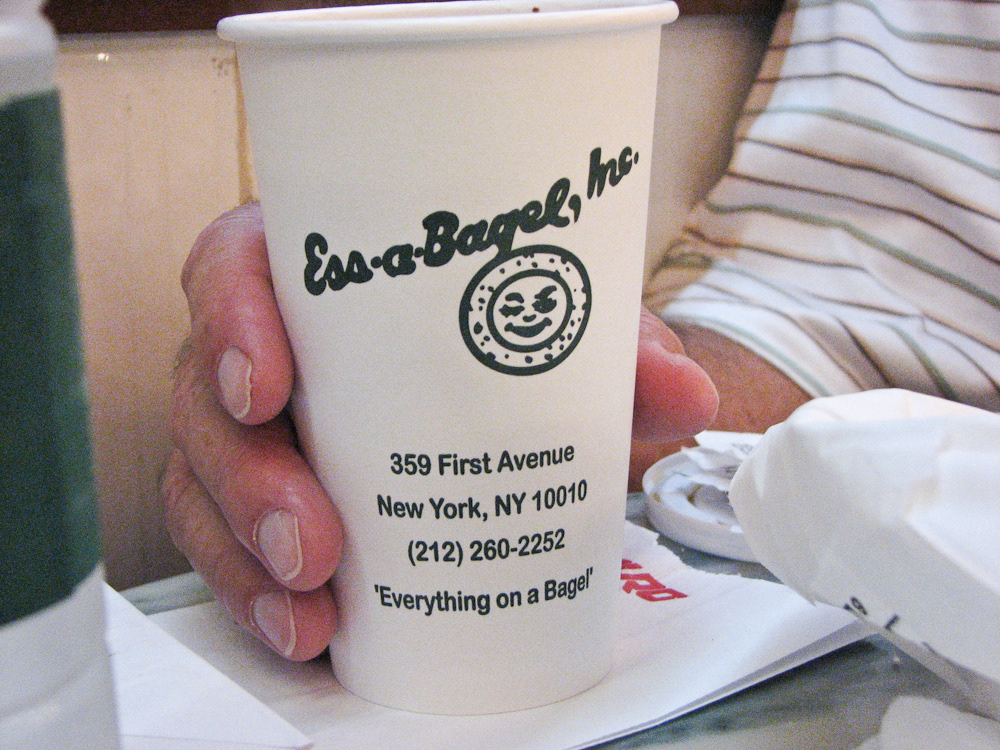 Ess-a-Bagel, Inc.
359 First Avenue
New York, NY 10010
(212) 260-2252
'Everything on a Bagel'